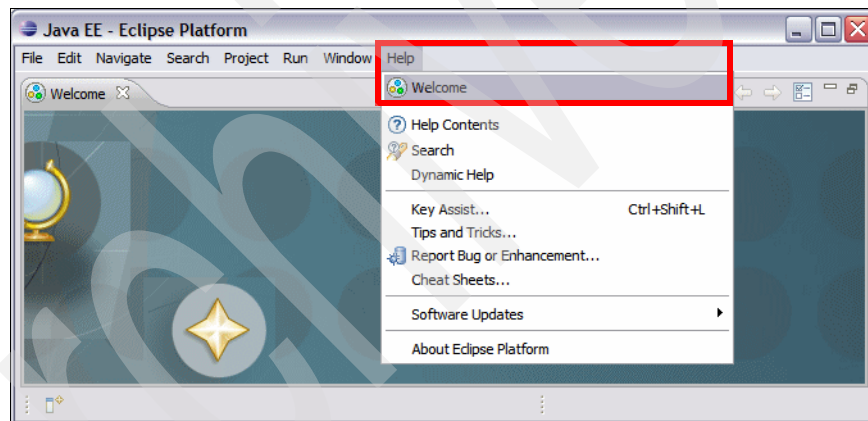 Java EE - Eclipse Platform
File Edit Navigate Search Project Run Window Help
Welcome
Welcome
Help Contents
Search
Dynamic Help
Key Assist... Ctrl+Shift+L
Tips and Tricks...
Report Bug or Enhancement...
Cheat Sheets...
Software Updates
About Eclipse Platform